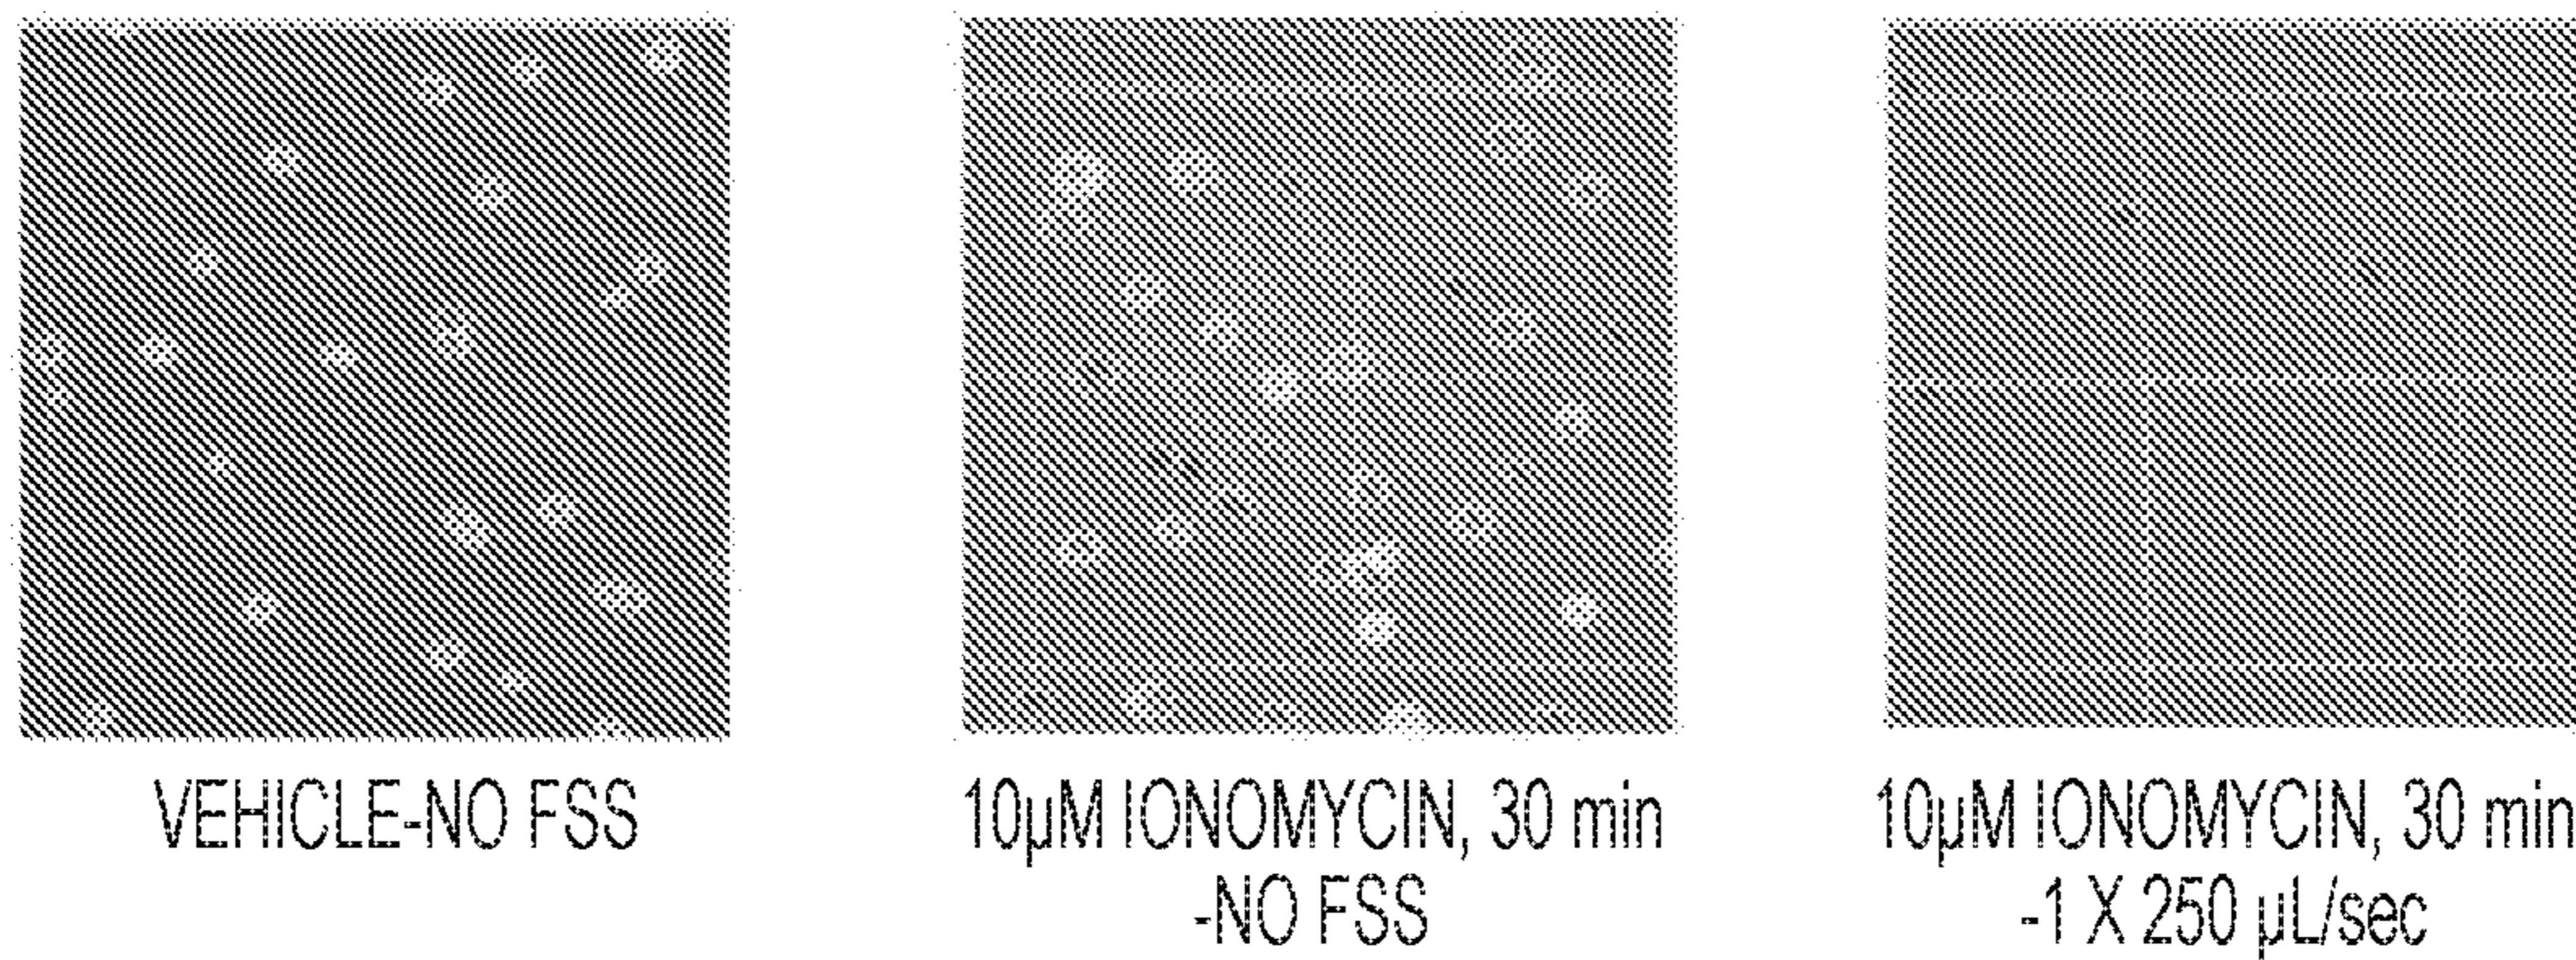 VEHICLE-NO FSS
10µM IONOMYCIN, 30 min
-NO FSS
10µM IONOMYCIN, 30 min
-1 X 250 µL/sec